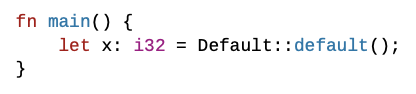 fn main() {
    let x: i32 = Default::default();
}